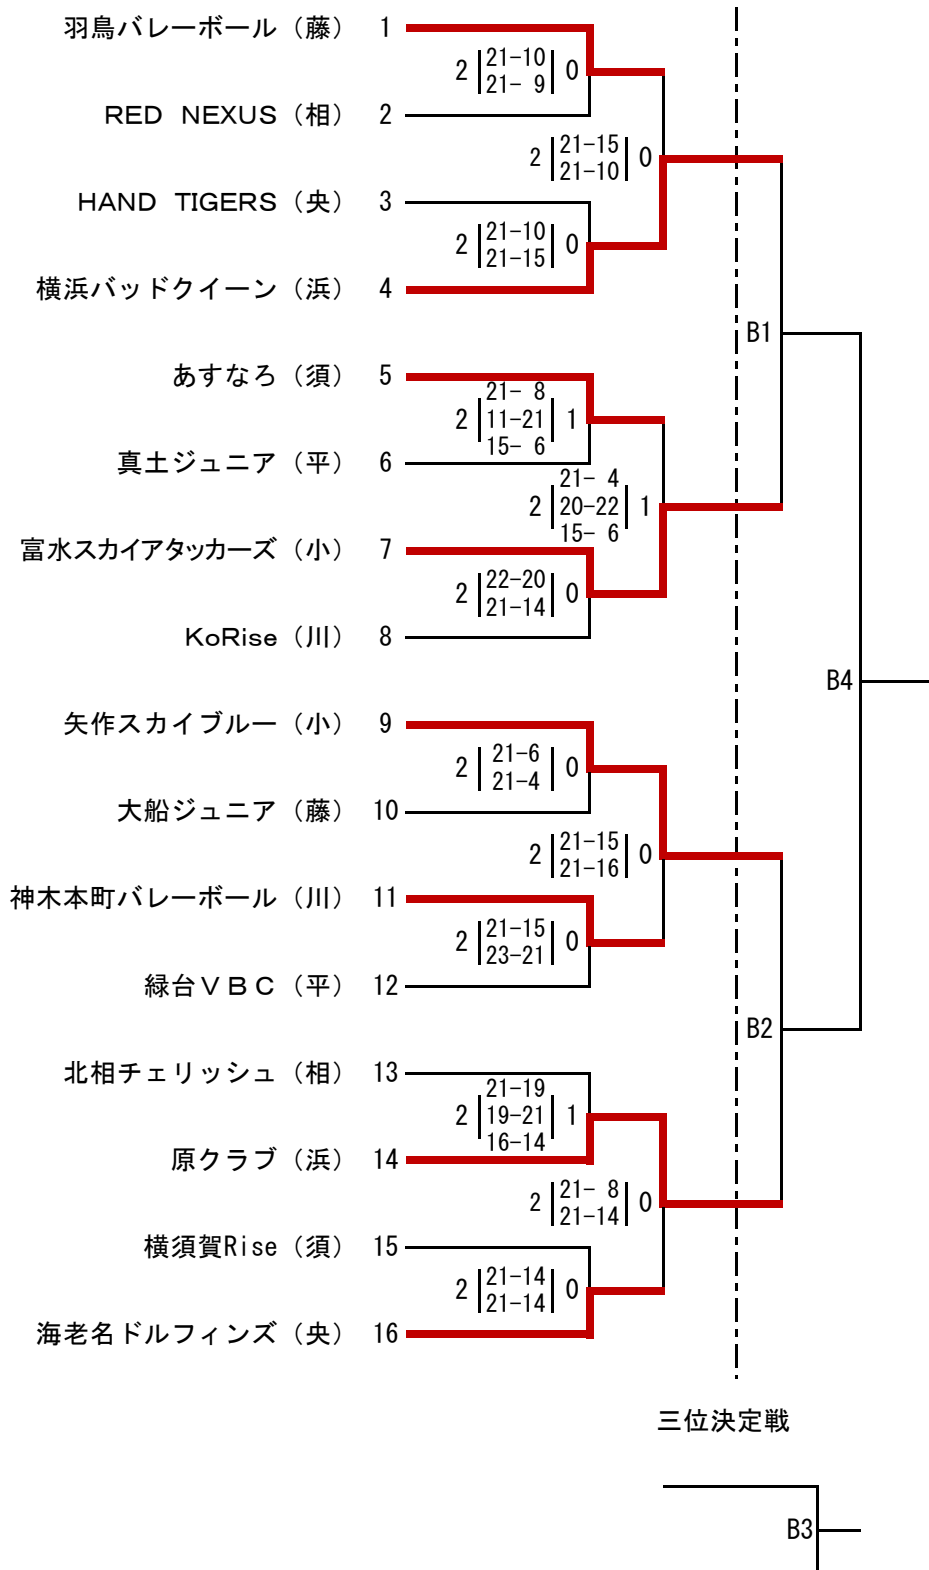 羽鳥バレーボール（藤） 1
2 21-10 0
21- 9
RED NEXUS（相） 2
2 21-15 0
21-10
HAND TIGERS（央） 3
2 21-10 0
21-15
横浜バッドクイーン（浜） 4
B1
あすなろ（須） 5
21- 8
2 11-21 1
15- 6
真土ジュニア（平） 6
21- 4
2 20-22 1
15- 6
富水スカイアタッカーズ（小） 7
2 22-20 0
21-14
KoRise（川） 8
B4
矢作スカイブルー（小） 9
2 21-6 0
21-4
大船ジュニア（藤） 10
2 21-15 0
21-16
神木本町バレーボール（川） 11
2 21-15 0
23-21
緑台ＶＢＣ（平） 12
B2
北相チェリッシュ（相） 13
21-19
2 19-21 1
16-14
原クラブ（浜） 14
2 21- 8 0
21-14
横須賀Rise（須） 15
2 21-14 0
21-14
海老名ドルフィンズ（央） 16
三位決定戦
B3